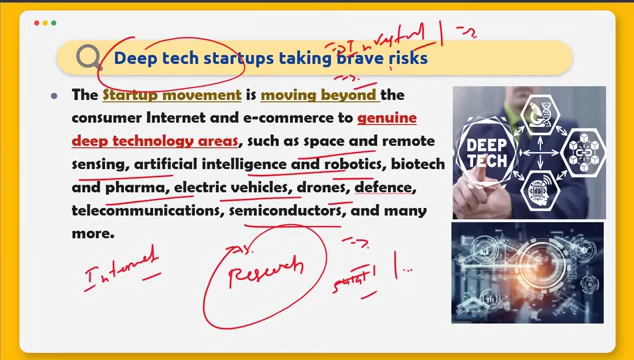 Deep tech startups taking brave risks
The Startup movement is moving beyond the
consumer Internet and e-commerce to genuine
deep technology areas, such as space and remote
sensing, artificial intelligence and robotics, biotech
and pharma, electric vehicles, drones, defence,
telecommunications, semiconductors, and many
more.
DEEP
TECH
Internet
Research